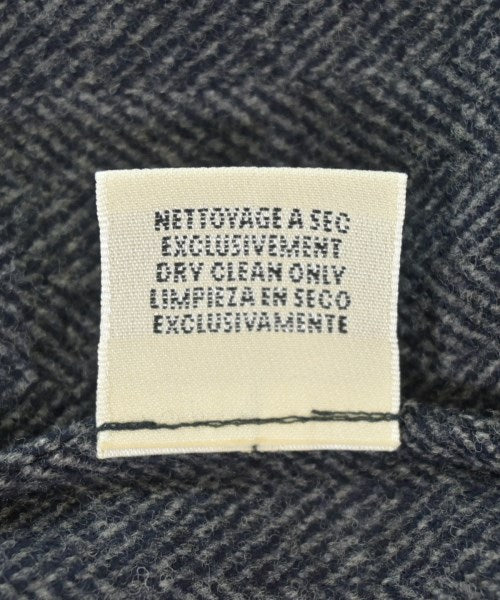 NETTOYAGE A SEC
EXCLUSIVEMENT
DRY CLEAN ONLY
LIMPIEZA EN SECO
EXCLUSIVAMENTE